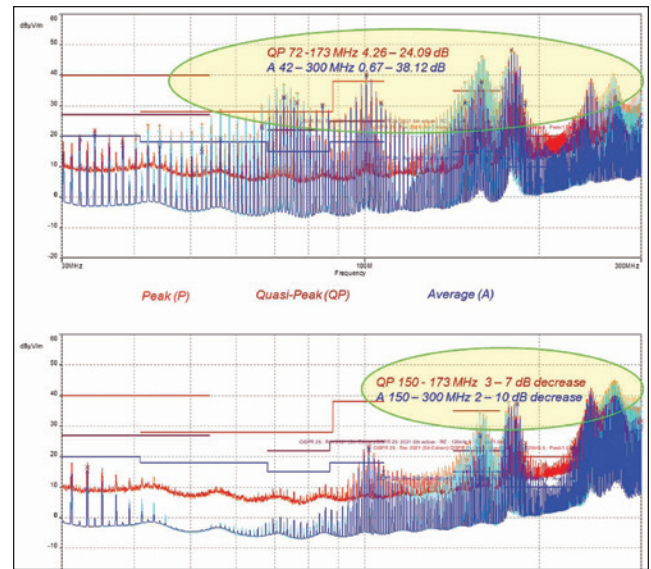 dBµV/m
60
50
40
30
20
10
0
-10
-20
QP 72 -173 MHz 4.26 – 24.09 dB
A 42 – 300 MHz 0.67 – 38.12 dB
30MHz
100M
300MHz
Frequency
Peak (P)
Quasi-Peak (QP)
Average (A)
dBµV/m
60
50
40
30
20
10
0
-10
QP 150 - 173 MHz 3 – 7 dB decrease
A 150 – 300 MHz 2 – 10 dB decrease